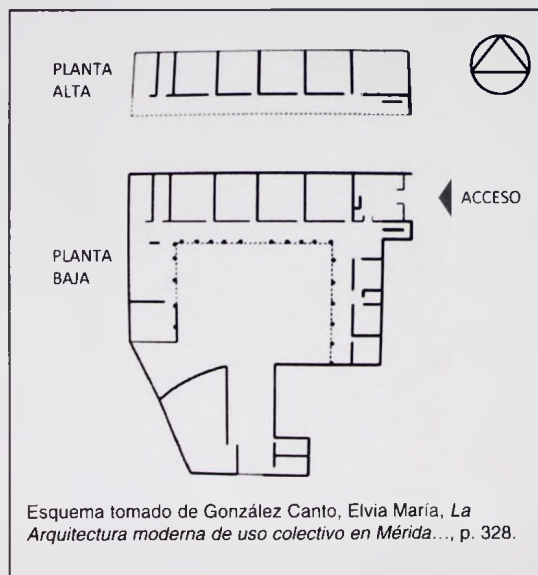 PLANTA
ALTA
ACCESO
PLANTA
BAJA
Esquema tomado de González Canto, Elvia María, La
Arquitectura moderna de uso colectivo en Mérida..., p. 328.